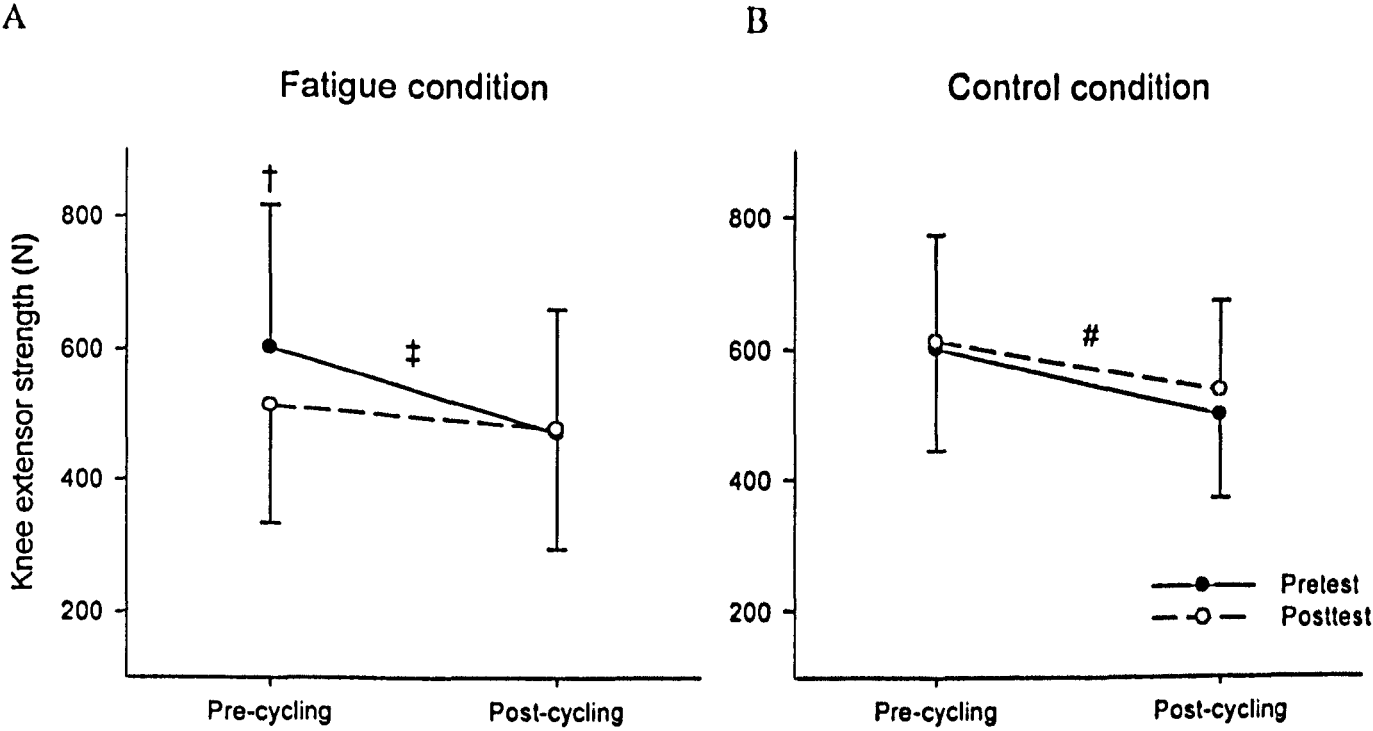 A
B
Fatigue condition
Control condition
Knee extensor strength (N)
†
800
600
400
200
‡
Pre-cycling
Post-cycling
800
600
400
200
#
Pretest
Posttest
Pre-cycling
Post-cycling